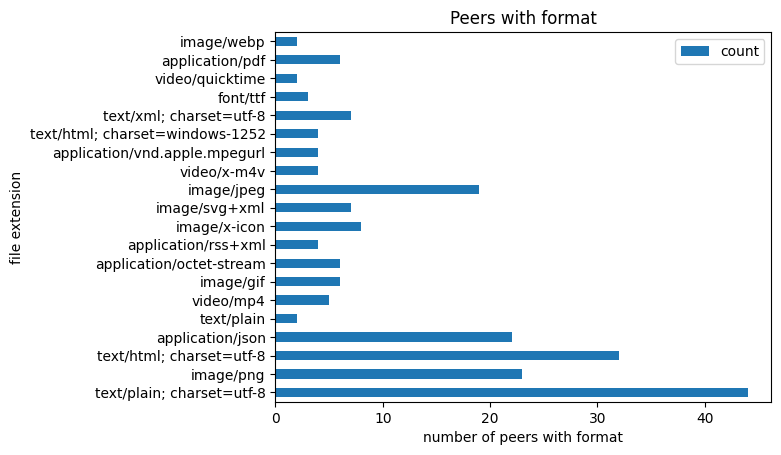 Peers with format
count
image/webp
application/pdf
video/quicktime
font/ttf
text/xml; charset=utf-8
text/html; charset=windows-1252
application/vnd.apple.mpegurl
video/x-m4v
image/jpeg
image/svg+xml
image/x-icon
application/rss+xml
application/octet-stream
image/gif
video/mp4
text/plain
application/json
text/html; charset=utf-8
image/png
text/plain; charset=utf-8
file extension
0 10 20 30 40
number of peers with format